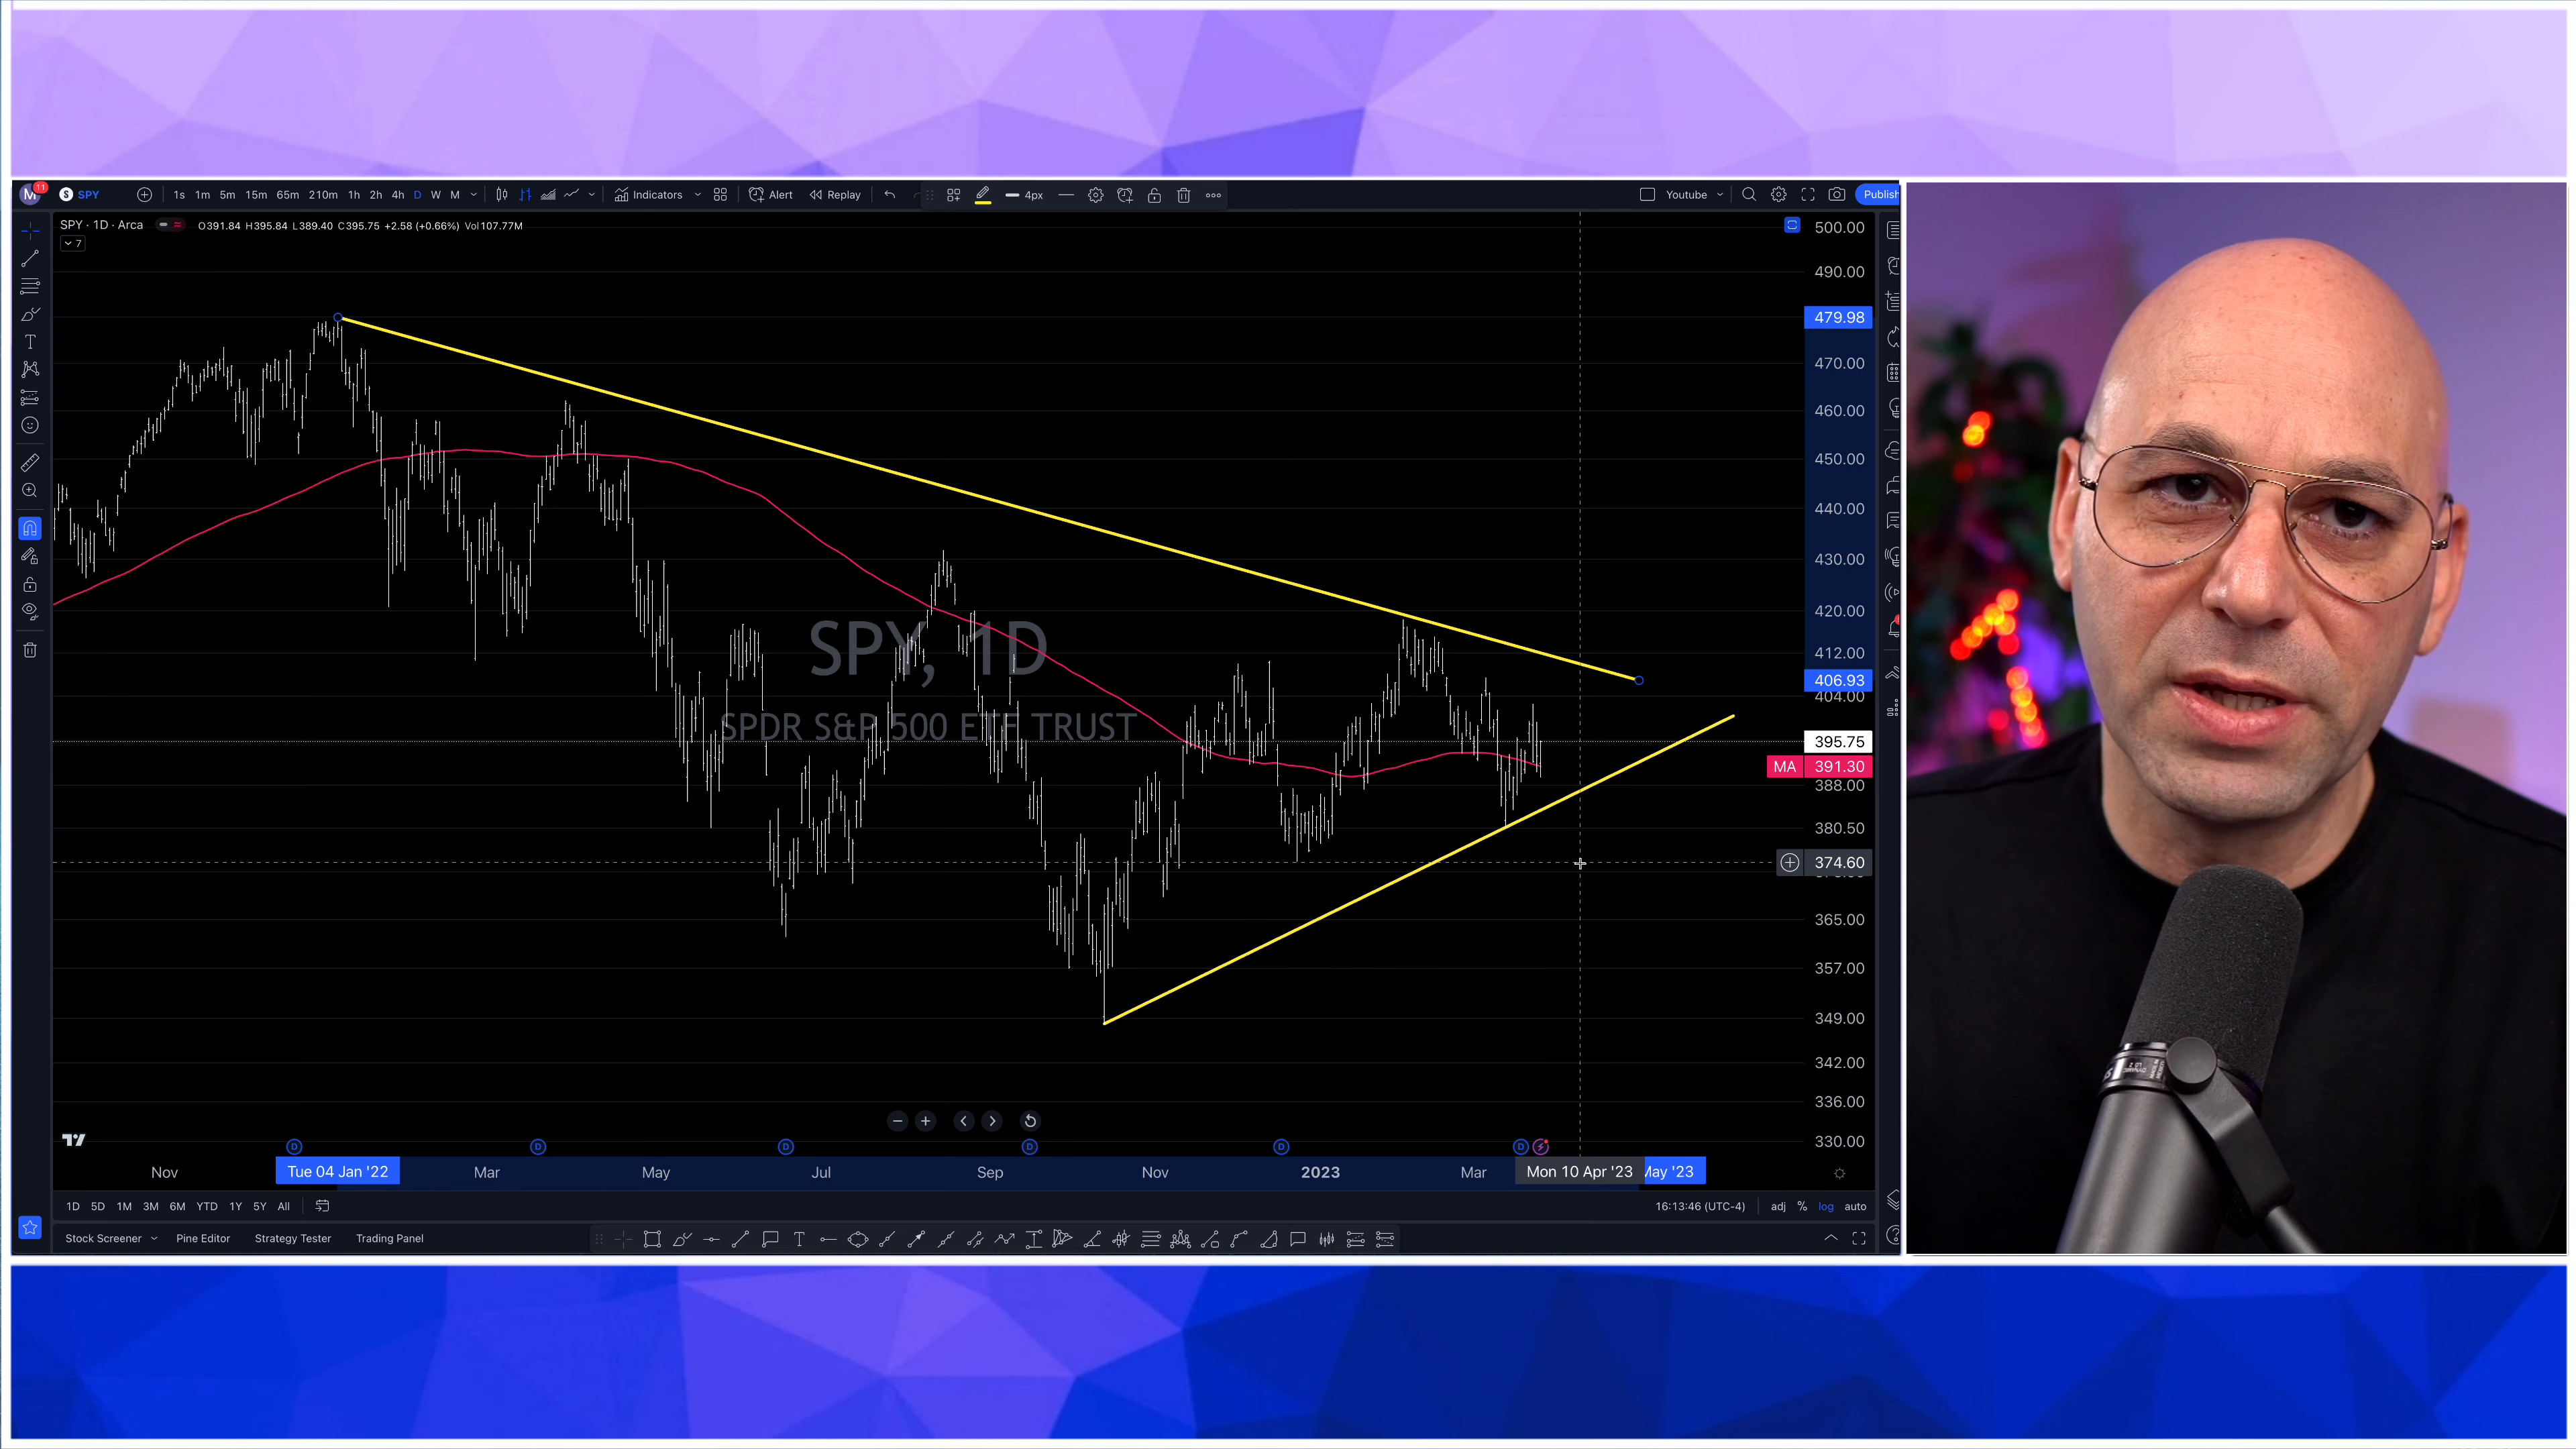 M 11 SPY 1s 1m 5m 15m 65m 210m 1h 2h 4h D W M Indicators Alert Replay 4px Youtube Publish
SPY · 1D · Arca O391.84 H395.84 L389.40 C395.75 +2.58 (+0.66%) Vol107.77M
7
500.00
490.00
479.98
470.00
460.00
450.00
440.00
430.00
420.00
SPY, 1D
412.00
406.93
404.00
SPDR S&P 500 ETF TRUST
395.75
MA 391.30
388.00
380.50
374.60
365.00
357.00
349.00
342.00
336.00
330.00
D D D D D D
Nov Tue 04 Jan '22 Mar May Jul Sep Nov 2023 Mar Mon 10 Apr '23 May '23
1D 5D 1M 3M 6M YTD 1Y 5Y All 16:13:46 (UTC-4) adj % log auto
Stock Screener Pine Editor Strategy Tester Trading Panel